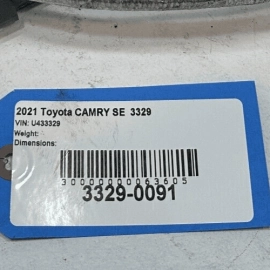 2021 Toyota CAMRY SE 3329
VIN: U433329
Weight:
Dimensions:
3000000063605
3329-0091